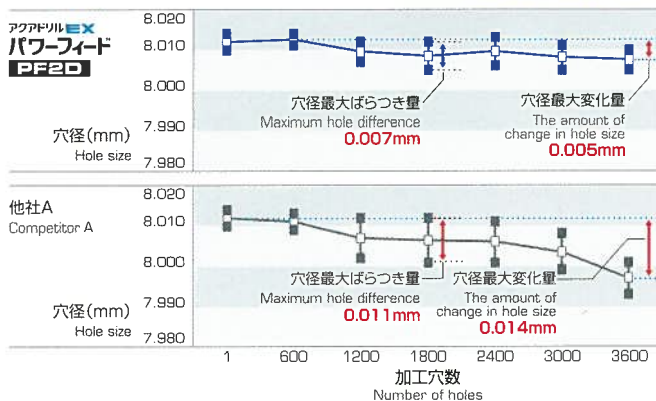 アクアドリル EX
パワーフィード
PF2D
穴径(mm)
Hole size
8.020
8.010
8.000
7.990
7.980
穴径最大ばらつき量
Maximum hole difference
0.007mm
穴径最大変化量
The amount of
change in hole size
0.005mm
他社A
Competitor A
穴径(mm)
Hole size
8.020
8.010
8.000
7.990
7.980
穴径最大ばらつき量
Maximum hole difference
0.011mm
穴径最大変化量
The amount of
change in hole size
0.014mm
1 600 1200 1800 2400 3000 3600
加工穴数
Number of holes